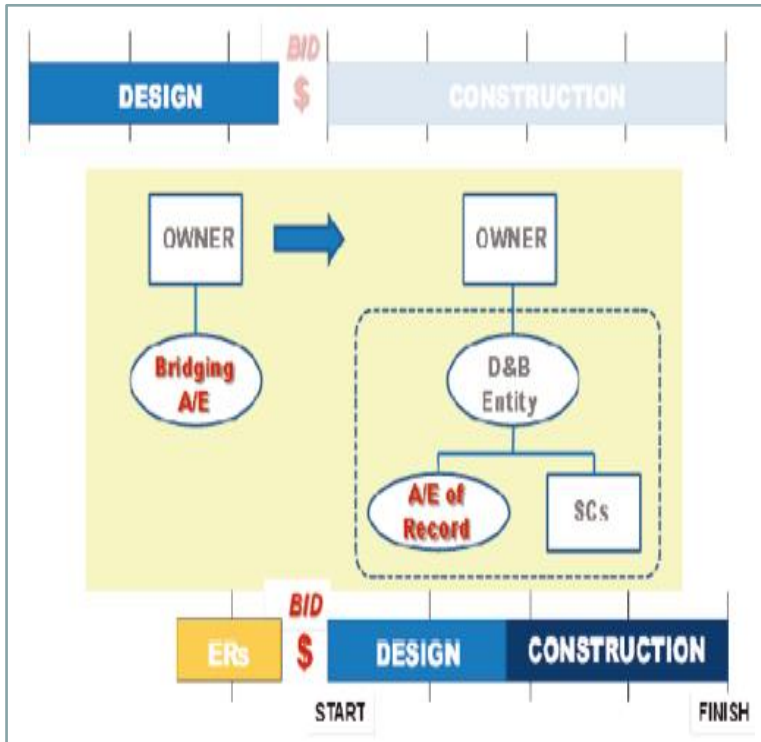 BID
DESIGN $ CONSTRUCTION
OWNER OWNER
Bridging
A/E
D&B
Entity
A/E of
Record
SCs
BID
ERs $ DESIGN CONSTRUCTION
START FINISH